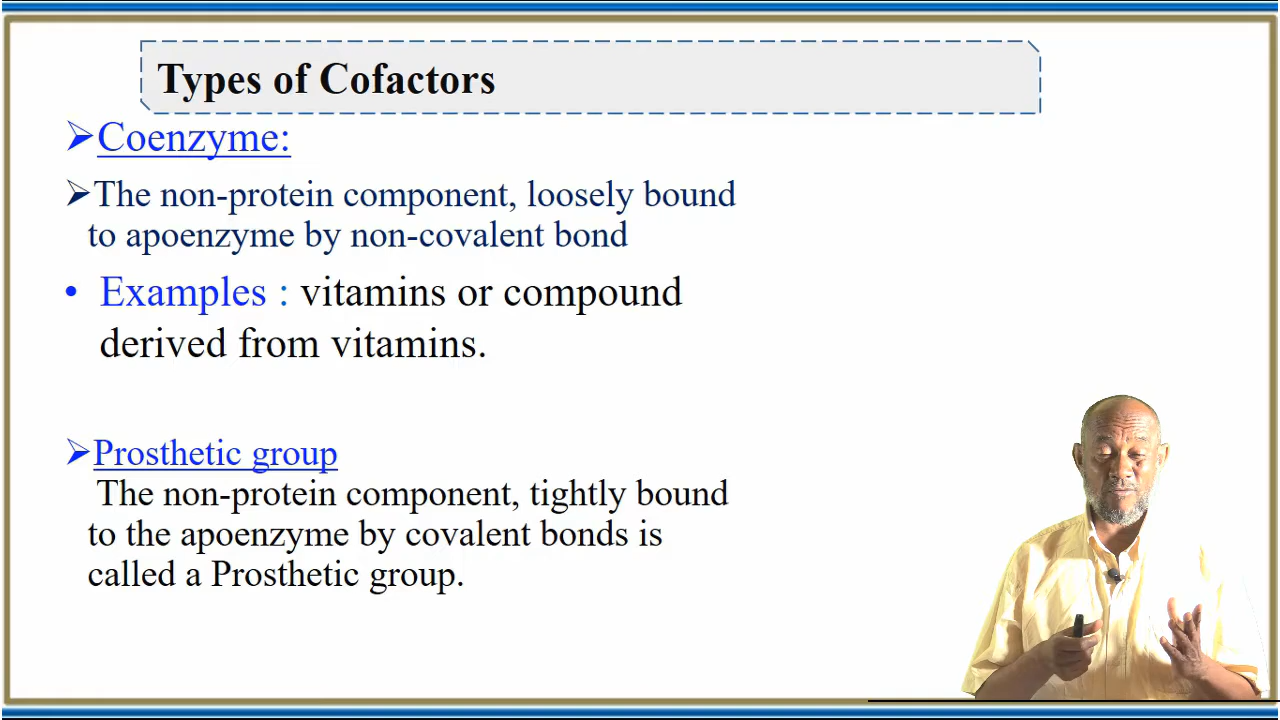 Types of Cofactors
➢Coenzyme:
➢The non-protein component, loosely bound
to apoenzyme by non-covalent bond
• Examples : vitamins or compound
derived from vitamins.
➢Prosthetic group
The non-protein component, tightly bound
to the apoenzyme by covalent bonds is
called a Prosthetic group.